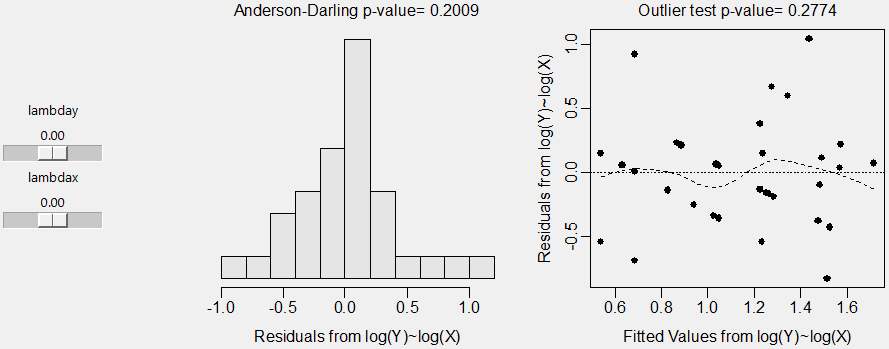 Anderson-Darling p-value= 0.2009
Outlier test p-value= 0.2774
lambday
0.00
lambdax
0.00
-1.0 -0.5 0.0 0.5 1.0
Residuals from log(Y)~log(X)
Residuals from log(Y)~log(X)
1.0
0.5
0.0
-0.5
0.6 0.8 1.0 1.2 1.4 1.6
Fitted Values from log(Y)~log(X)